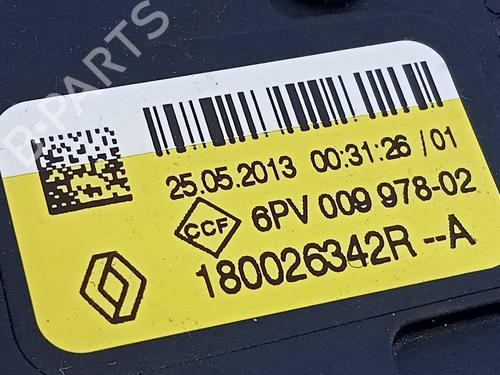 B-PARTS
25.05.2013 00:31:26 /01
CCF 6PV 009 978-02
180026342R --A